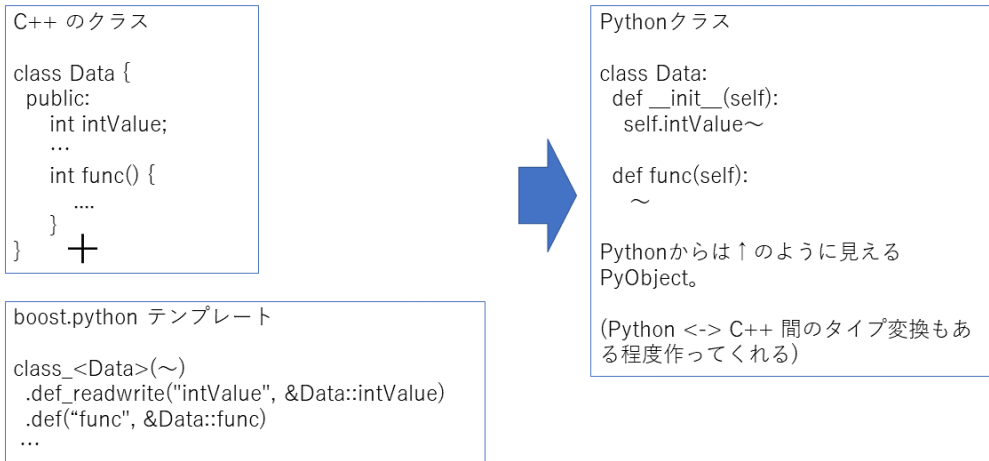 C++ のクラス
class Data {
public:
int intValue;
…
int func() {
....
}
}
+
boost.python テンプレート
class_<Data>(～)
.def_readwrite("intValue", &Data::intValue)
.def(“func", &Data::func)
…
Pythonクラス
class Data:
def __init__(self):
self.intValue～
def func(self):
～
Pythonからは↑のように見える
PyObject。
(Python <-> C++ 間のタイプ変換もあ
る程度作ってくれる)